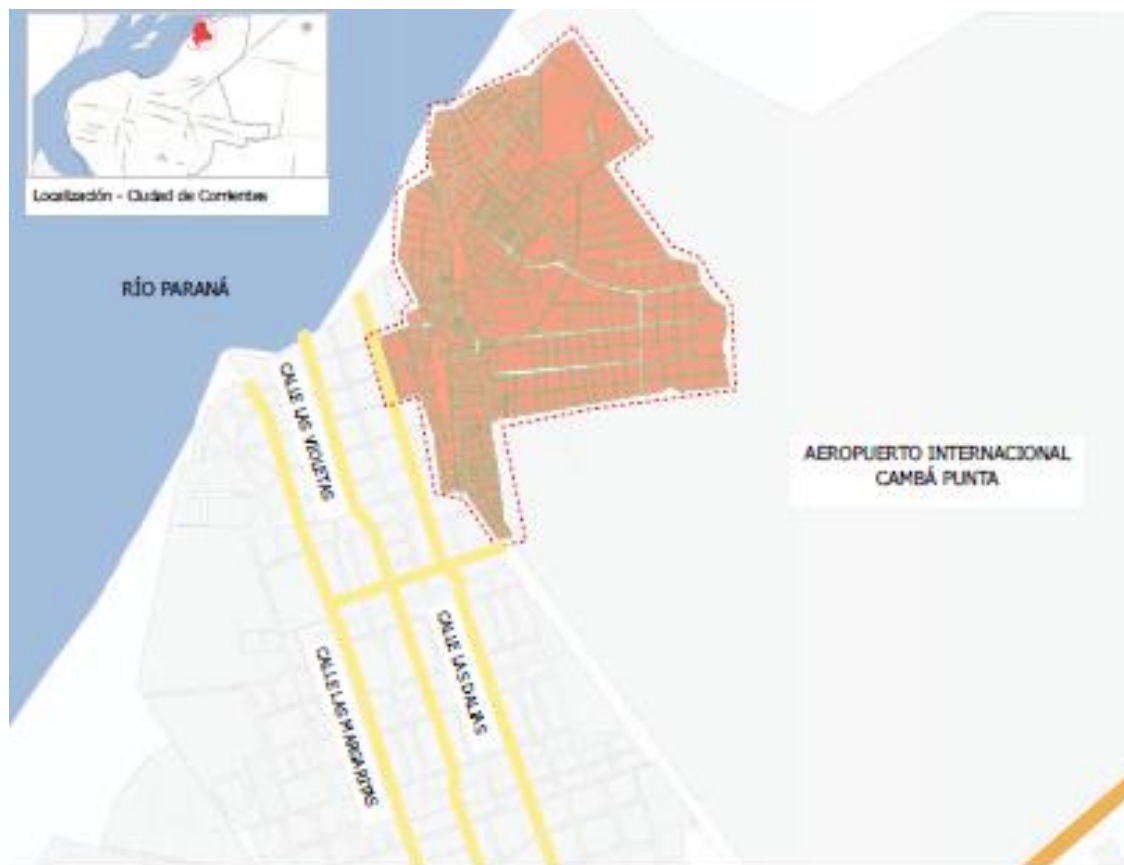 Localización - Ciudad de Corrientes
RÍO PARANÁ
CALLE LAS VIOLETAS
AEROPUERTO INTERNACIONAL
CAMBÁ PUNTA
CALLE LAS DALIAS
CALLE LAS MARGARITAS